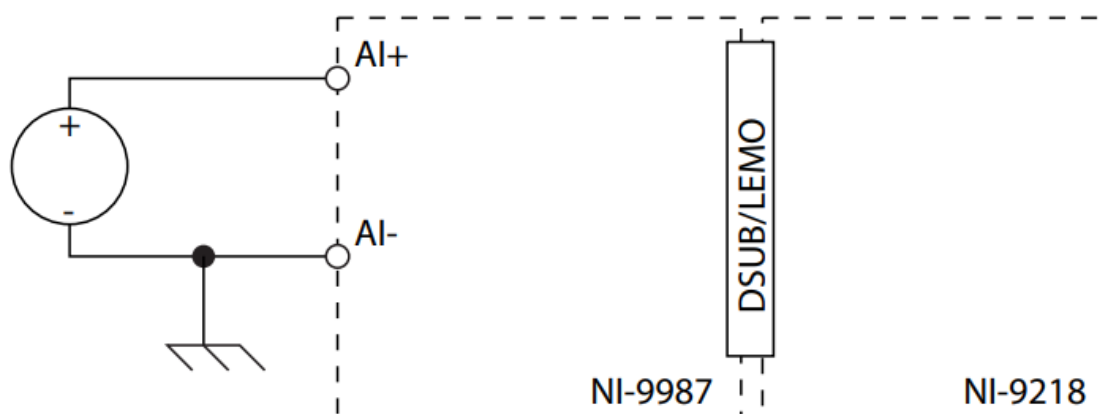 AI+
+
-
AI-
DSUB/LEMO
NI-9987
NI-9218